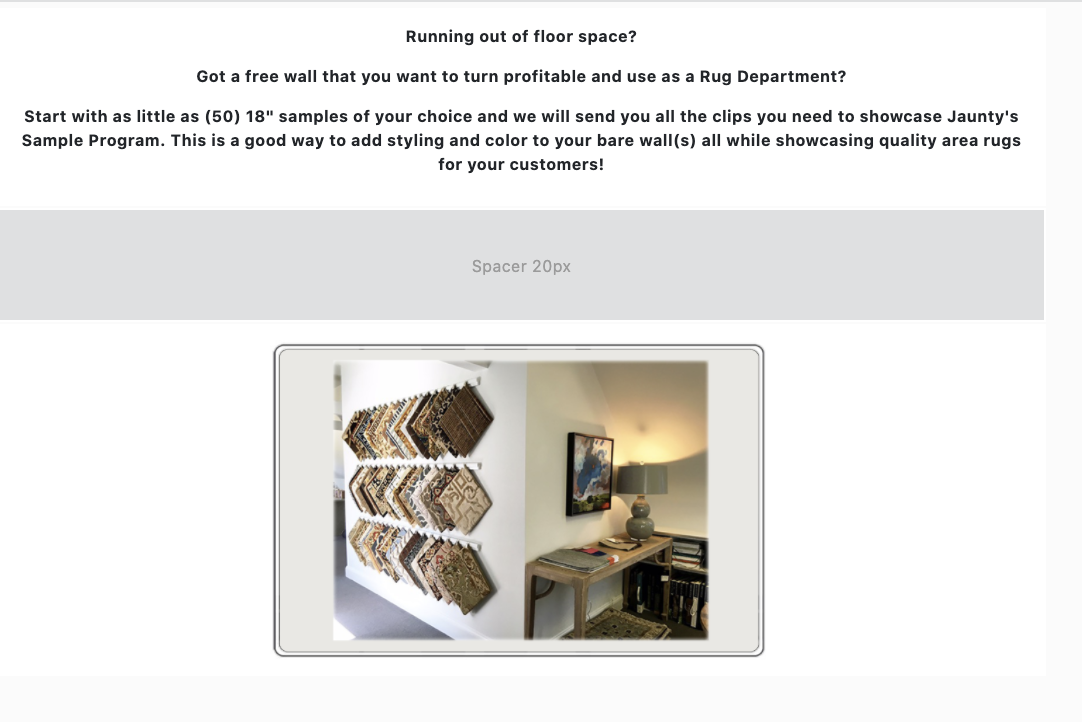 Running out of floor space?
Got a free wall that you want to turn profitable and use as a Rug Department?
Start with as little as (50) 18" samples of your choice and we will send you all the clips you need to showcase Jaunty's
Sample Program. This is a good way to add styling and color to your bare wall(s) all while showcasing quality area rugs
for your customers!
Spacer 20px